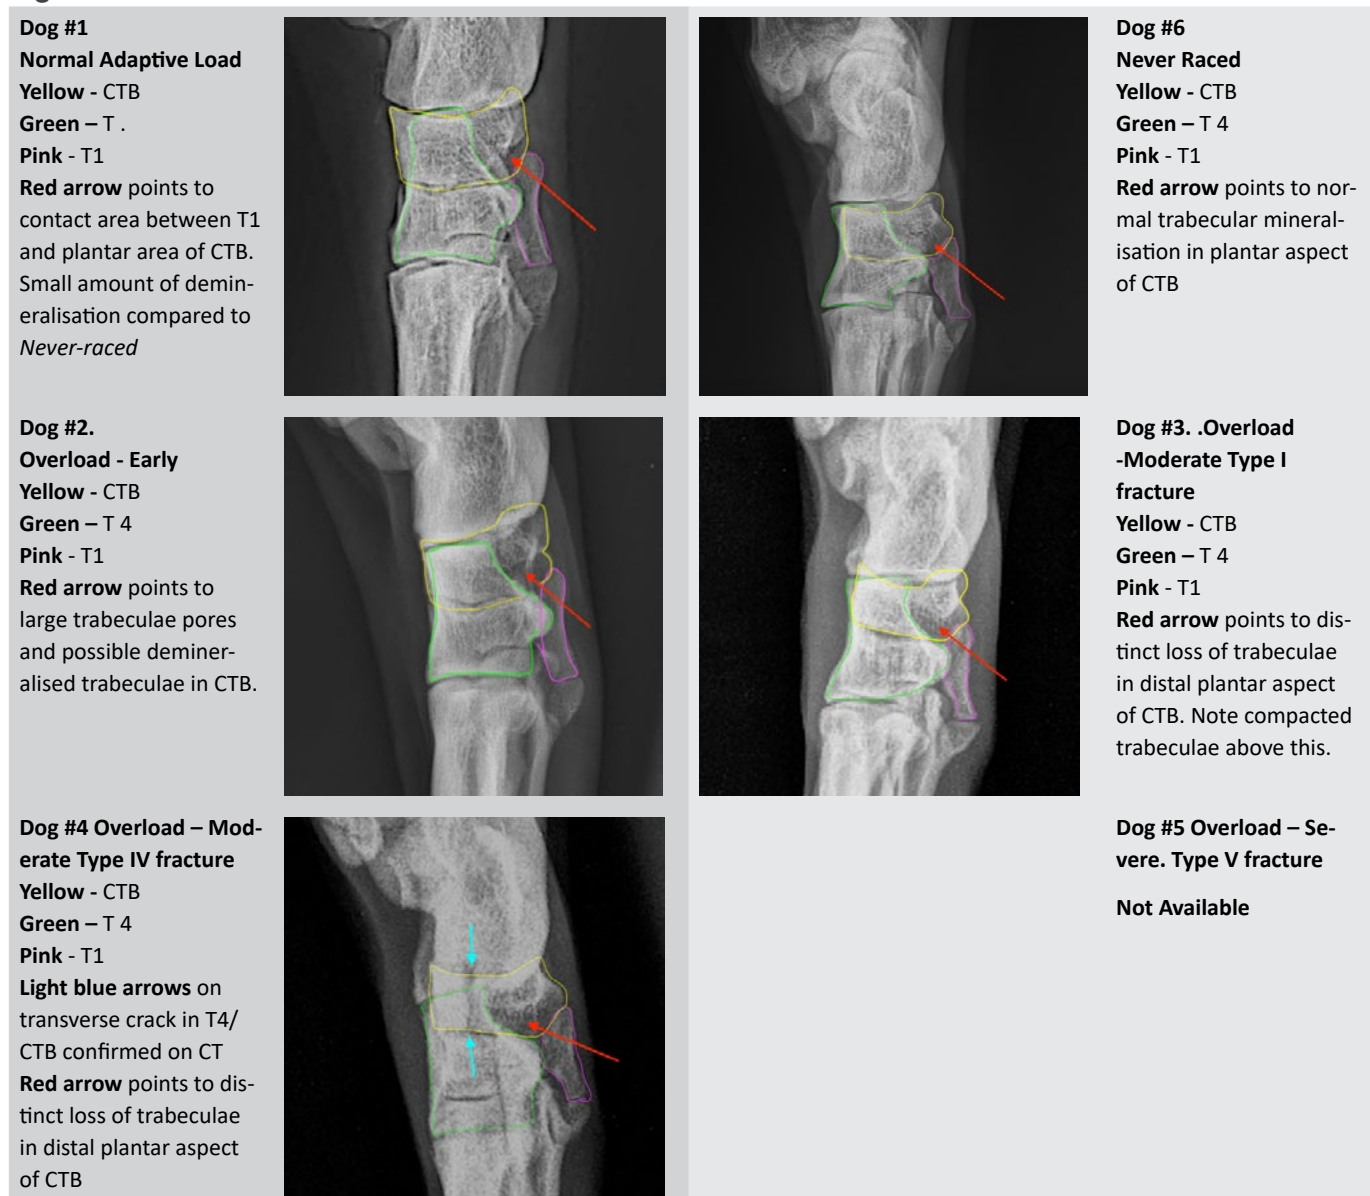 Dog #1
Normal Adaptive Load
Yellow - CTB
Green – T .
Pink - T1
Red arrow points to
contact area between T1
and plantar area of CTB.
Small amount of demin-
eralisation compared to
Never-raced
Dog #6
Never Raced
Yellow - CTB
Green – T 4
Pink - T1
Red arrow points to nor-
mal trabecular mineral-
isation in plantar aspect
of CTB
Dog #2.
Overload - Early
Yellow - CTB
Green – T 4
Pink - T1
Red arrow points to
large trabeculae pores
and possible deminer-
alised trabeculae in CTB.
Dog #3. .Overload
-Moderate Type I
fracture
Yellow - CTB
Green – T 4
Pink - T1
Red arrow points to dis-
tinct loss of trabeculae
in distal plantar aspect
of CTB. Note compacted
trabeculae above this.
Dog #4 Overload – Mod-
erate Type IV fracture
Yellow - CTB
Green – T 4
Pink - T1
Light blue arrows on
transverse crack in T4/
CTB confirmed on CT
Red arrow points to dis-
tinct loss of trabeculae
in distal plantar aspect
of CTB
Dog #5 Overload – Se-
vere. Type V fracture
Not Available